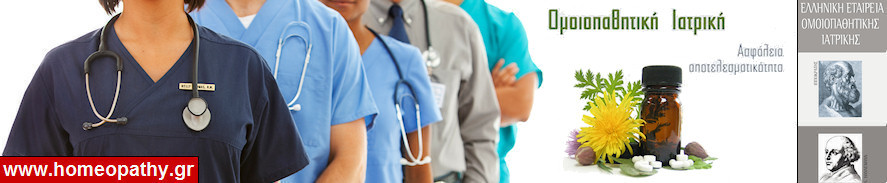 Ομοιοπαθητική Ιατρική
Ασφάλεια,
αποτελεσματικότητα.
ΕΛΛΗΝΙΚΗ ΕΤΑΙΡΕΙΑ
ΟΜΟΙΟΠΑΘΗΤΙΚΗΣ
ΙΑΤΡΙΚΗΣ
www.homeopathy.gr